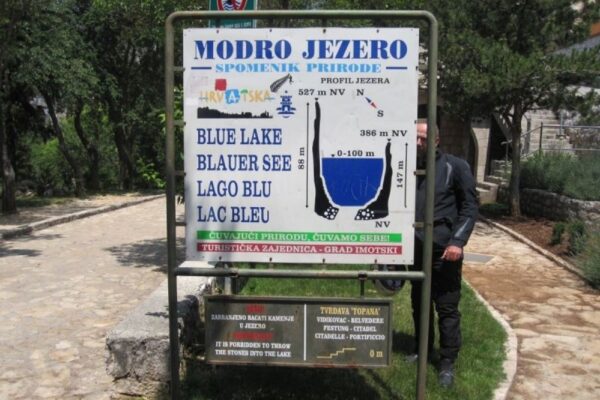 MODRO JEZERO
SPOMENIK PRIRODE
HRVATSKA
PROFIL JEZERA
527 m NV
N
S
386 m NV
BLUE LAKE
BLAUER SEE
LAGO BLU
LAC BLEU
0-100 m
88 m
147 m
NV
ČUVAJUĆI PRIRODU, ČUVAMO SEBE!
TURISTIČKA ZAJEDNICA - GRAD IMOTSKI
ZABRANJENO BACATI KAMENJE
U JEZERO
IT IS FORBIDDEN TO THROW
THE STONES INTO THE LAKE
TVRĐAVA "TOPANA"
VIDIKOVAC - BELVEDERE
FESTUNG - CITADEL
CITADELLE - PORTIFICCIO
0 m